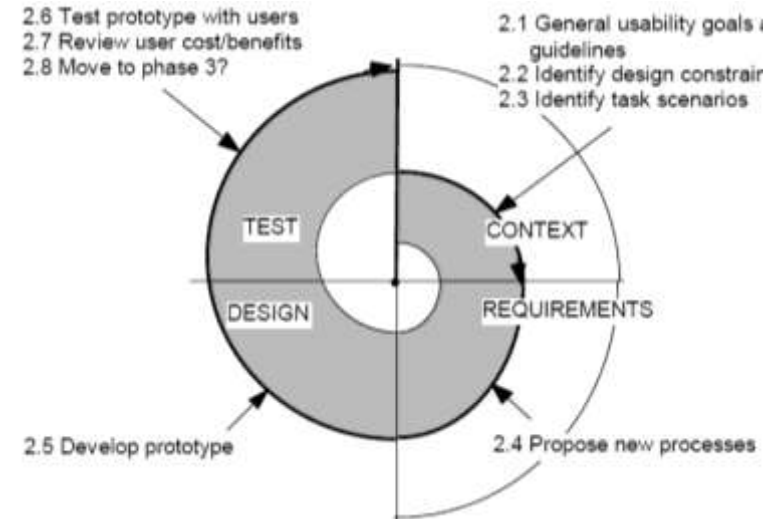 2.6 Test prototype with users
2.7 Review user cost/benefits
2.8 Move to phase 3?
2.1 General usability goals
guidelines
2.2 Identify design
2.3 Identify task scenarios
TEST
CONTEXT
DESIGN
REQUIREMENTS
2.5 Develop prototype
2.4 Propose new processes